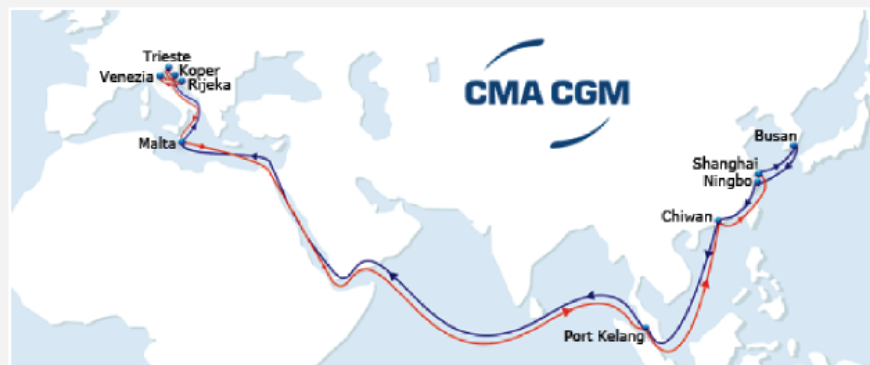 Trieste
Koper
Venezia
Rijeka
CMA CGM
Malta
Busan
Shanghai
Ningbo
Chiwan
Port Kelang